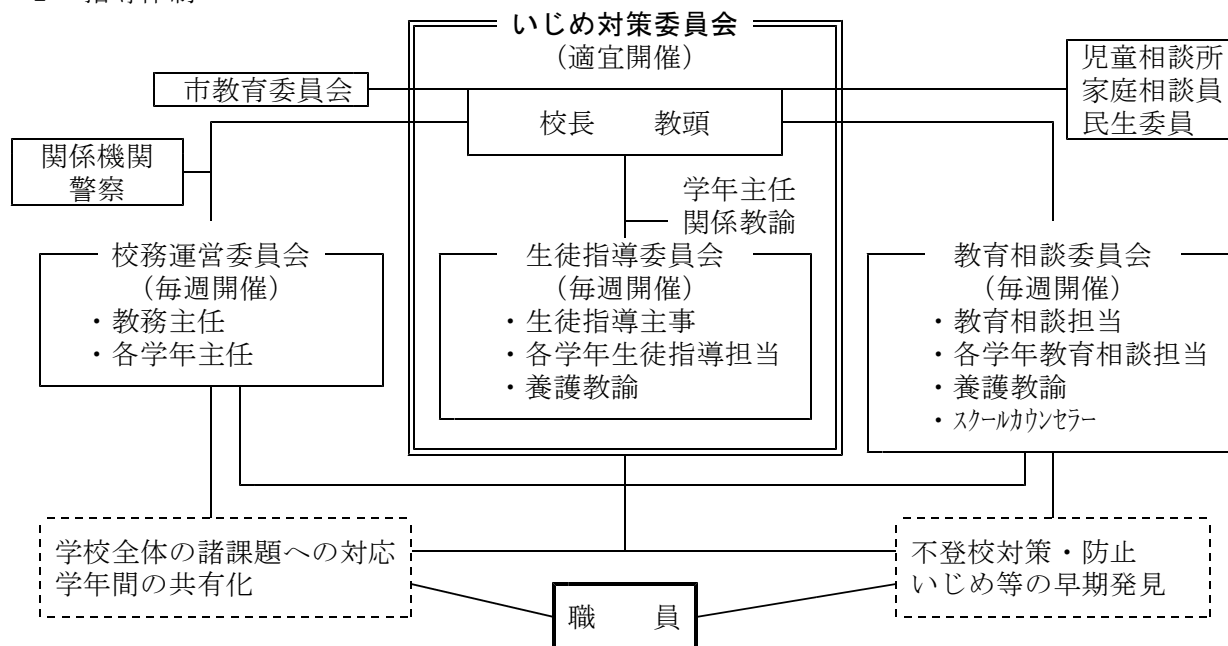 いじめ対策委員会
（適宜開催）
児童相談所
家庭相談員
民生委員
市教育委員会
校長　　教頭
関係機関
警察
学年主任
関係教諭
校務運営委員会
（毎週開催）
・教務主任
・各学年主任
生徒指導委員会
（毎週開催）
・生徒指導主事
・各学年生徒指導担当
・養護教諭
教育相談委員会
（毎週開催）
・教育相談担当
・各学年教育相談担当
・養護教諭
・ｽｸｰﾙｶｳﾝｾﾗｰ
学校全体の諸課題への対応
学年間の共有化
不登校対策・防止
いじめ等の早期発見
職　　員